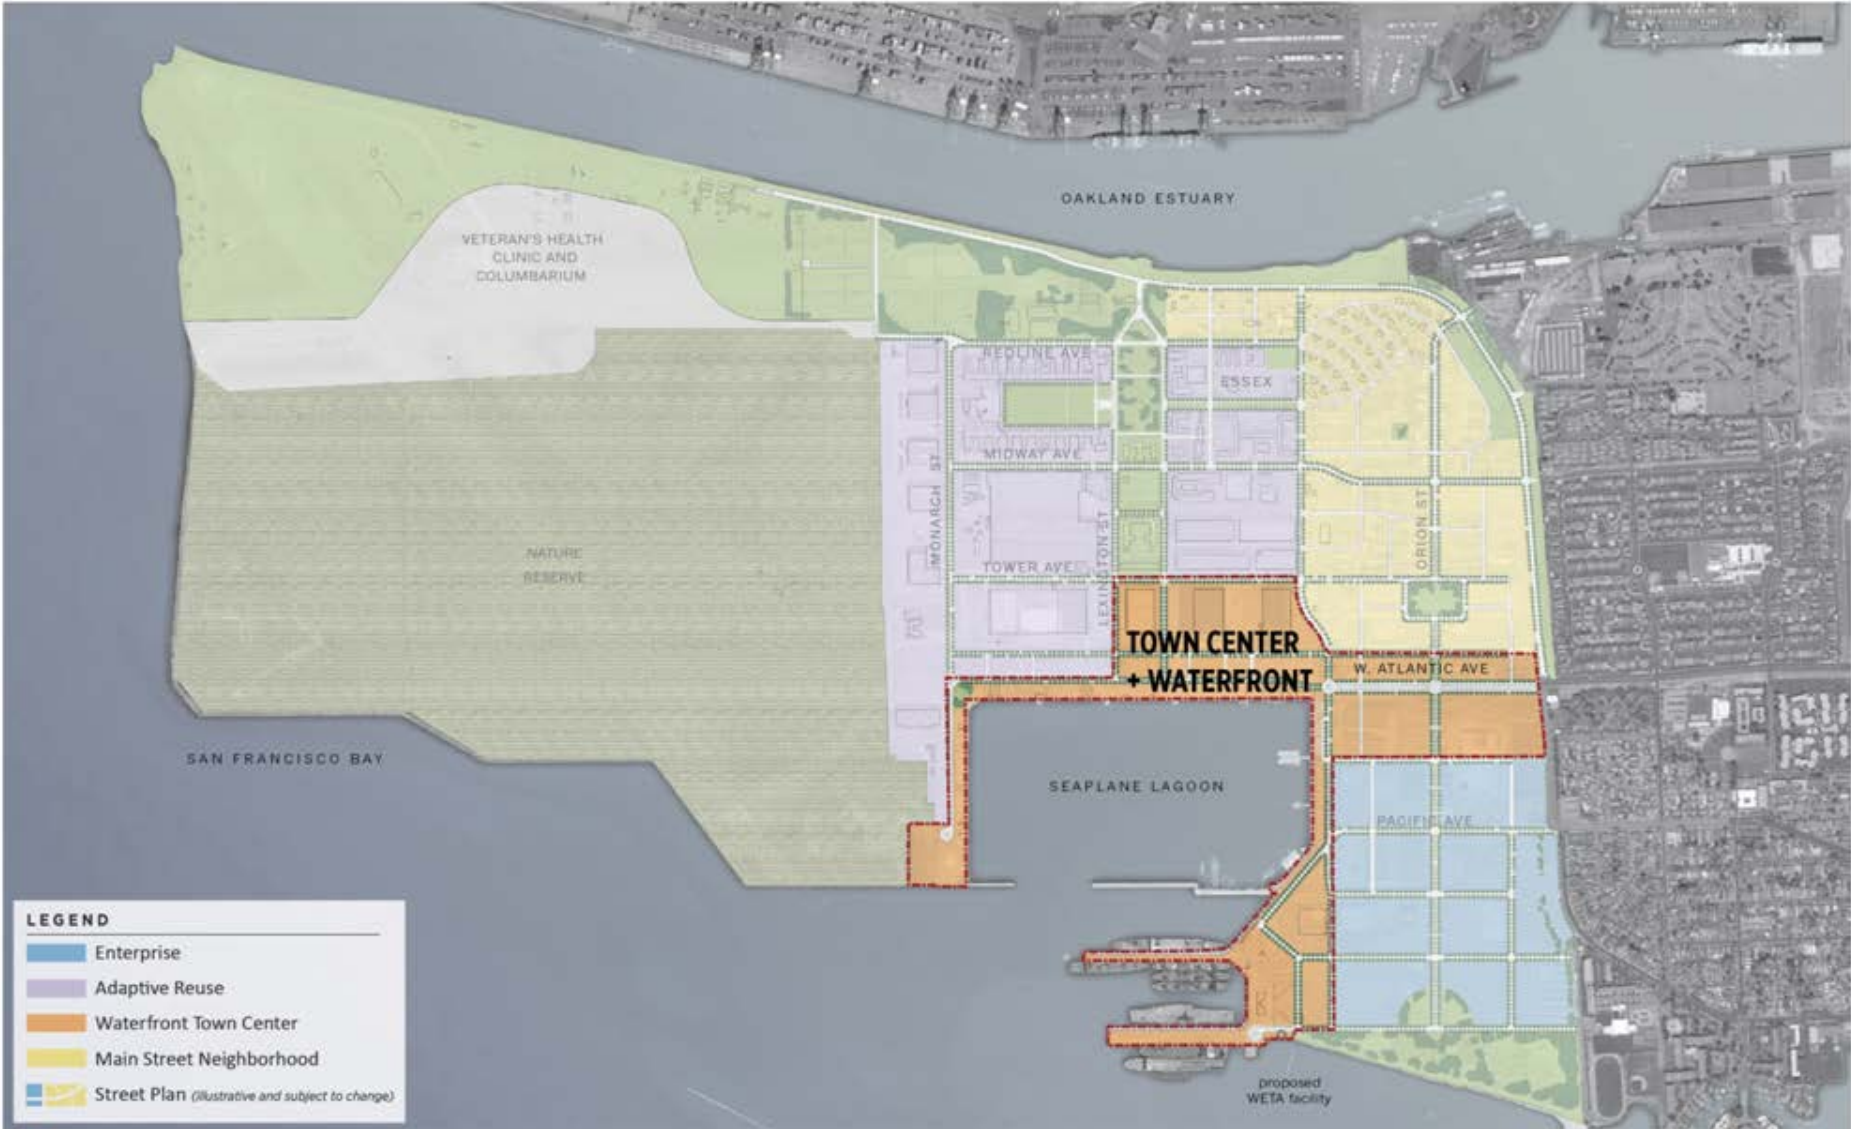 OAKLAND ESTUARY
VETERAN'S HEALTH
CLINIC AND
COLUMBARIUM
REDLINE AVE
ESSEX
MIDWAY AVE
MONARCH ST
LEXINGTON ST
ORION ST
NATURE
RESERVE
TOWER AVE
TOWN CENTER
+ WATERFRONT
W. ATLANTIC AVE
SAN FRANCISCO BAY
SEAPLANE LAGOON
PACIFIC AVE
LEGEND
Enterprise
Adaptive Reuse
Waterfront Town Center
Main Street Neighborhood
Street Plan (illustrative and subject to change)
proposed
WETA facility